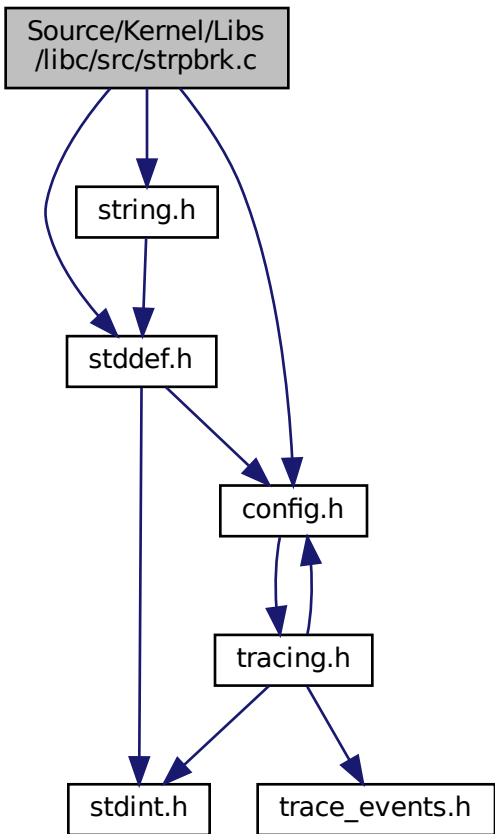 Source/Kernel/Libs
/libc/src/strpbrk.c
string.h
stddef.h
config.h
tracing.h
stdint.h
trace_events.h